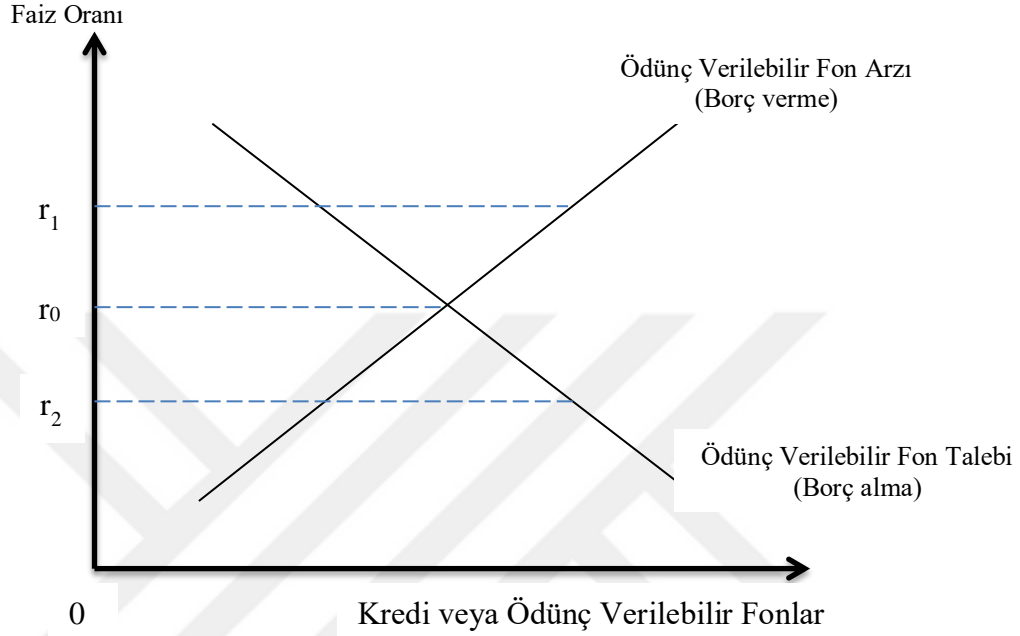 Faiz Oranı
Ödünç Verilebilir Fon Arzı
(Borç verme)
r₁
r₀
r₂
Ödünç Verilebilir Fon Talebi
(Borç alma)
0
Kredi veya Ödünç Verilebilir Fonlar